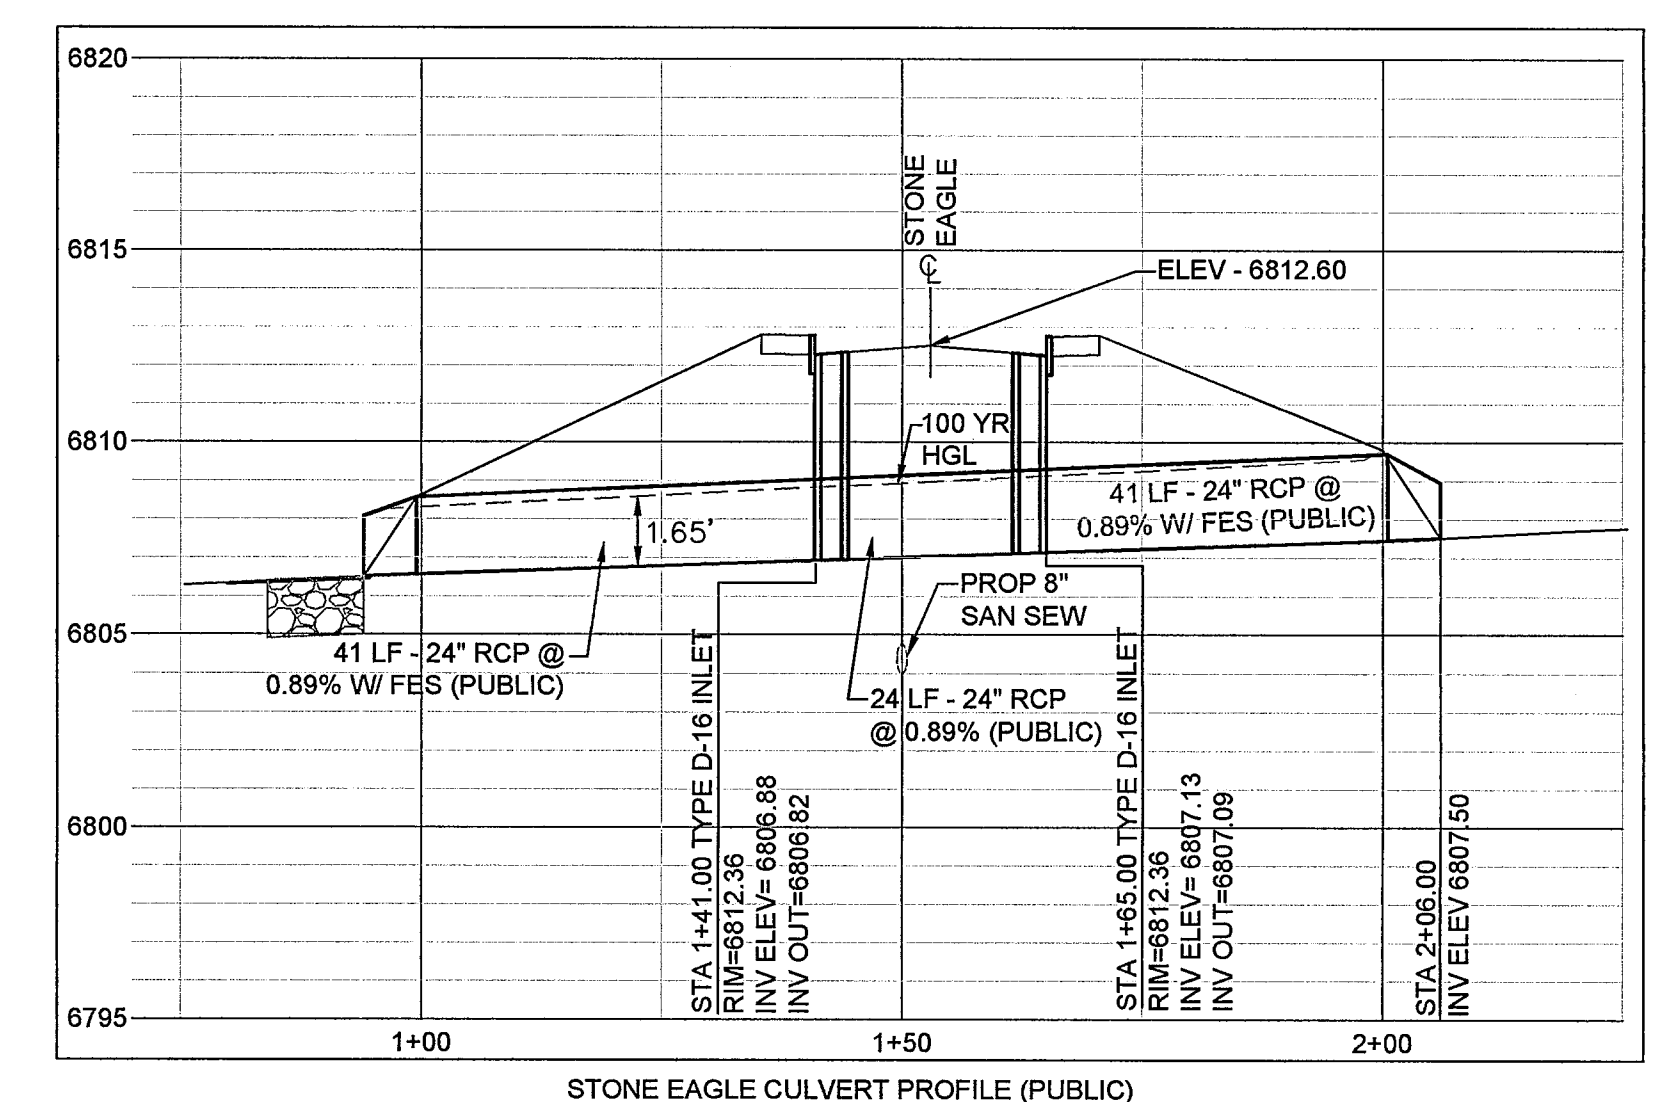 6820
6815
6810
6805
6800
6795
STONE
EAGLE
CL
ELEV - 6812.60
100 YR
HGL
41 LF - 24" RCP @
0.89% W/ FES (PUBLIC)
1.65'
PROP 8"
SAN SEW
41 LF - 24" RCP @
0.89% W/ FES (PUBLIC)
24 LF - 24" RCP
@ 0.89% (PUBLIC)
STA 1+41.00 TYPE D-16 INLET
RIM=6812.36
INV ELEV= 6806.88
INV OUT=6806.82
STA 1+65.00 TYPE D-16 INLET
RIM=6812.36
INV ELEV= 6807.13
INV OUT=6807.09
STA 2+06.00
INV ELEV 6807.50
1+00
1+50
2+00
STONE EAGLE CULVERT PROFILE (PUBLIC)